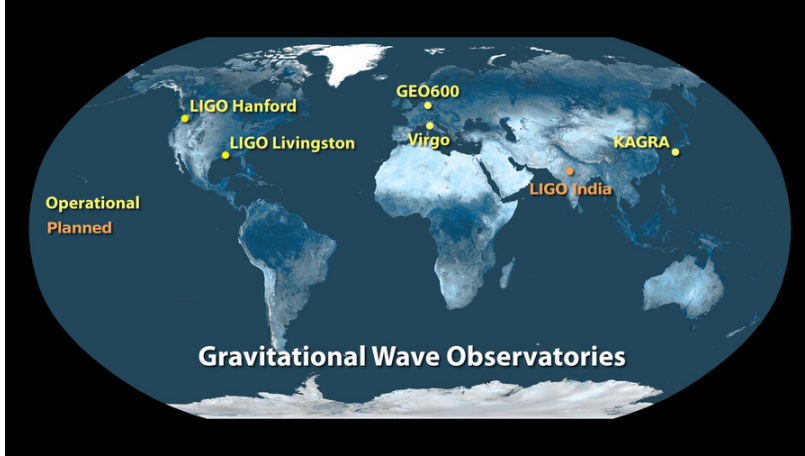 GEO600
LIGO Hanford
Virgo
LIGO Livingston
KAGRA
LIGO India
Operational
Planned
Gravitational Wave Observatories